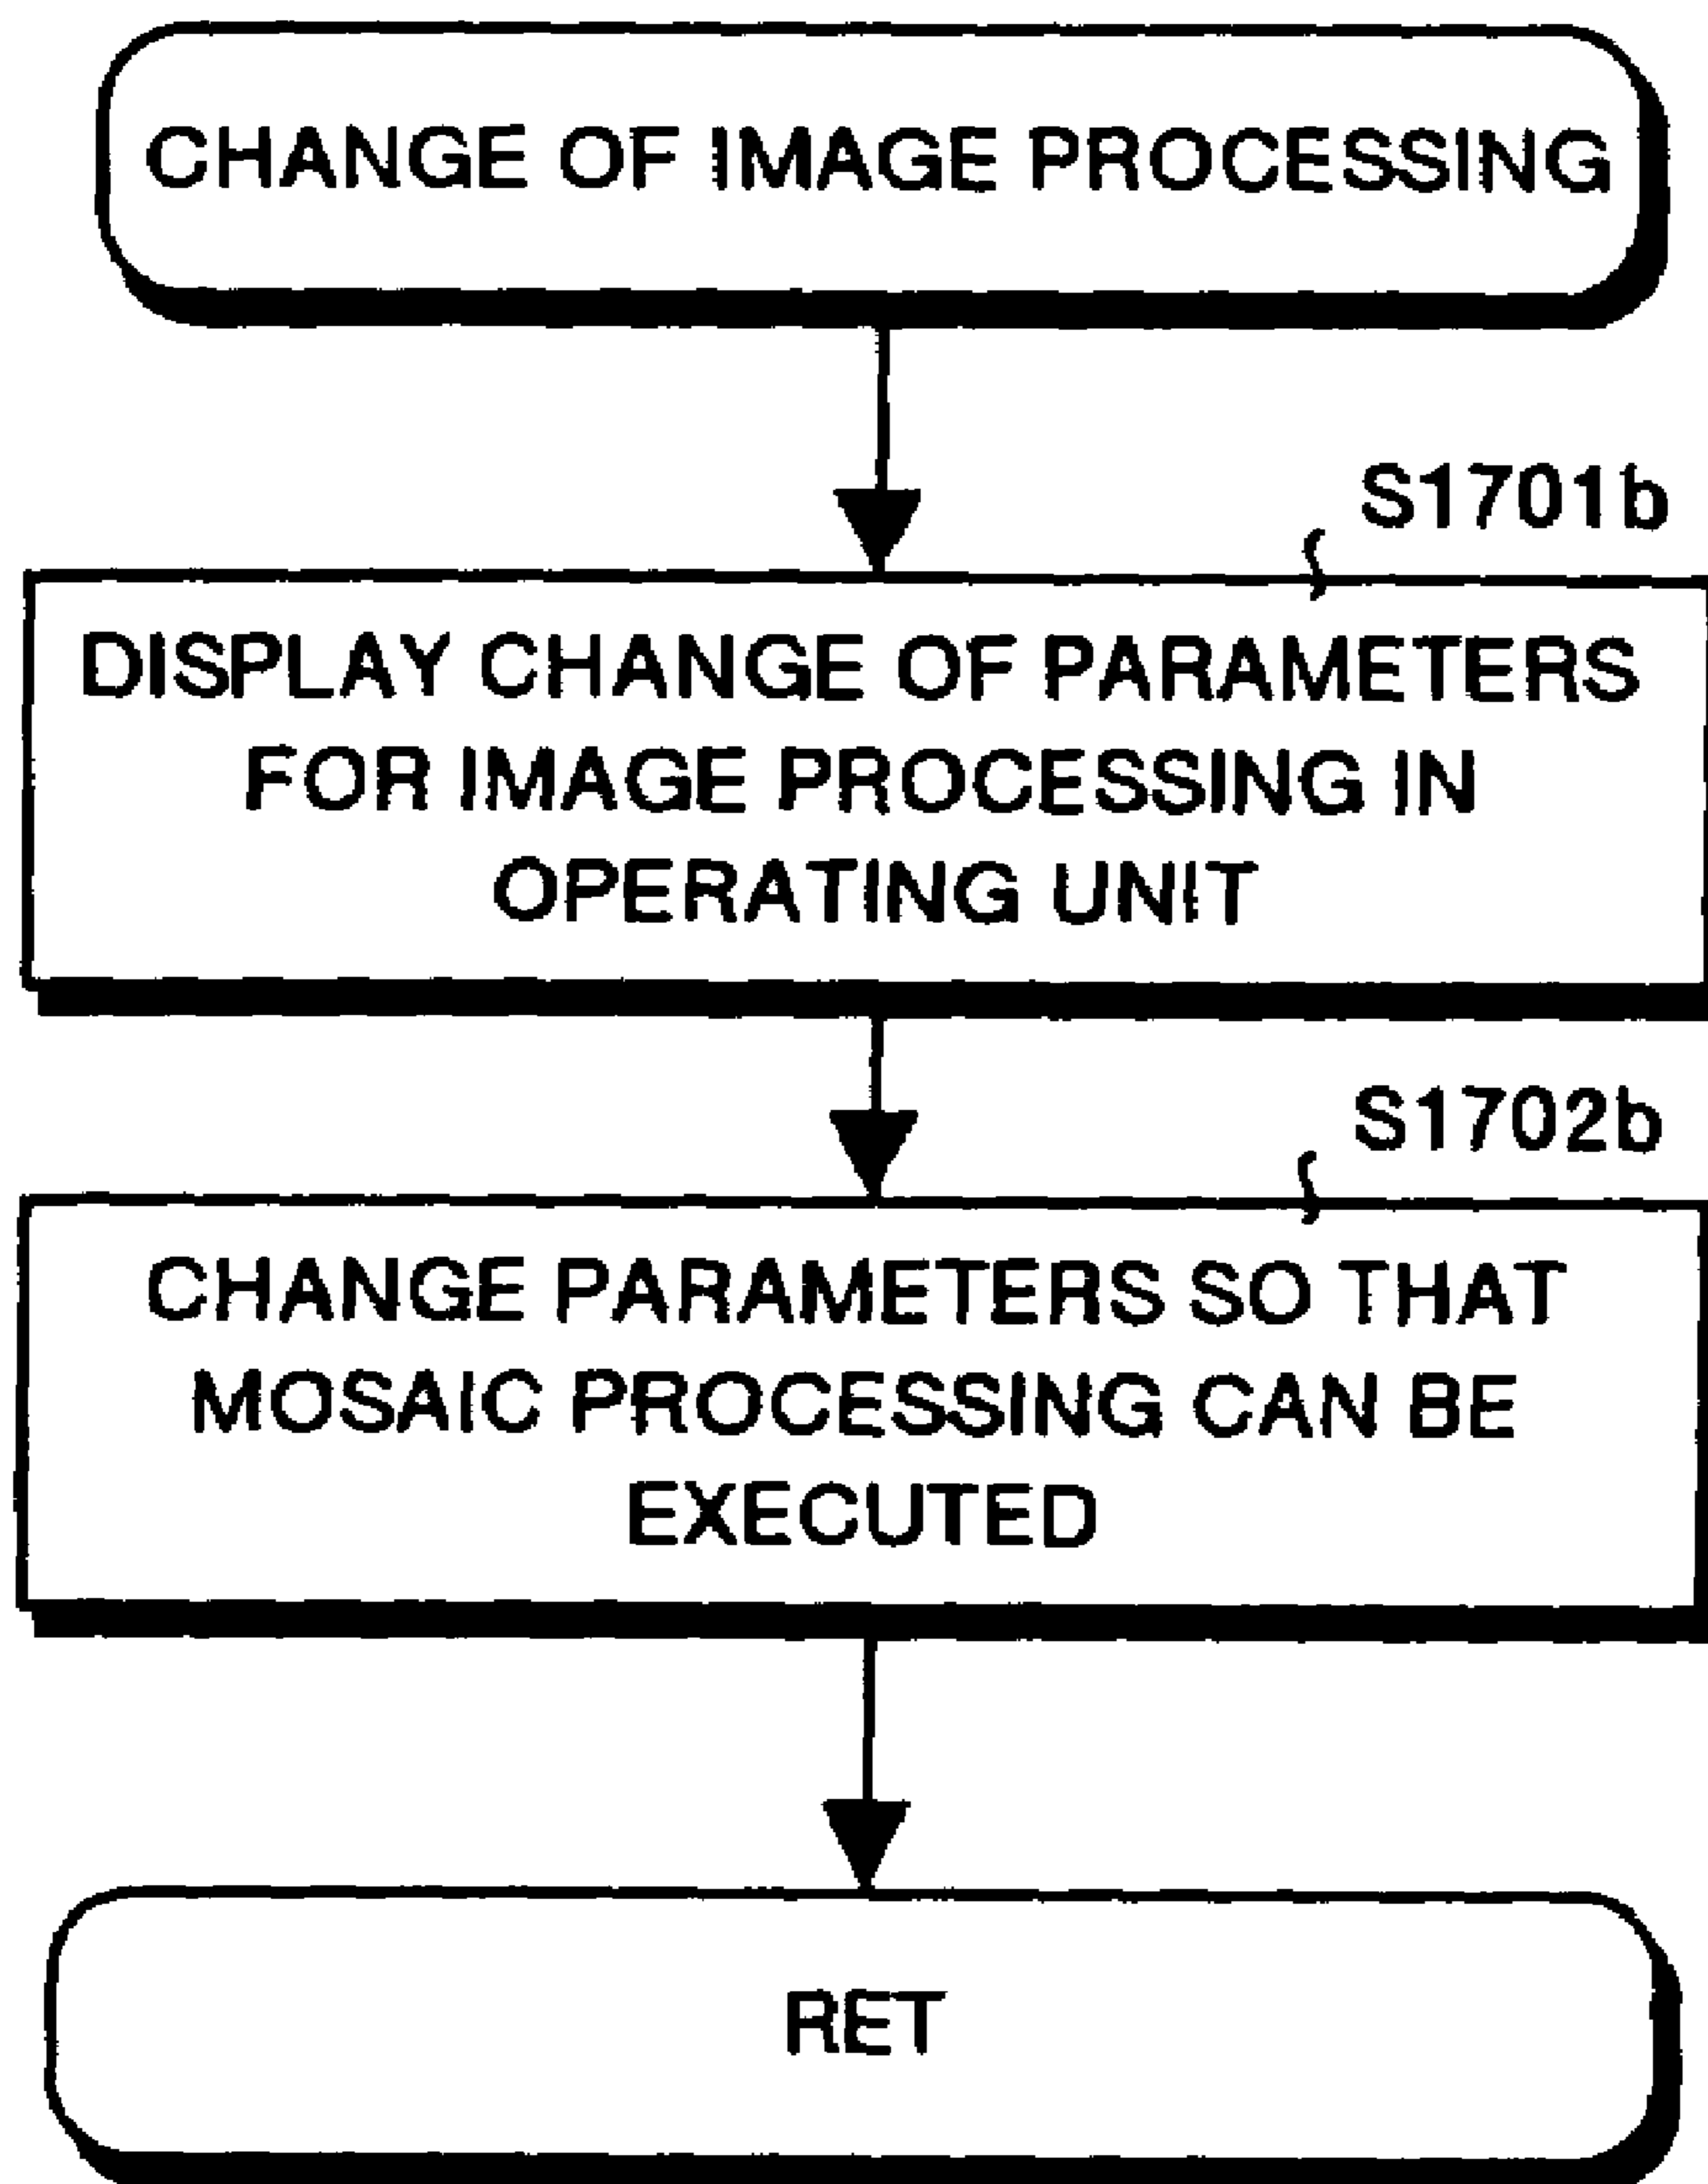 CHANGE OF IMAGE PROCESSING
S1701b
DISPLAY CHANGE OF PARAMETERS
FOR IMAGE PROCESSING IN
OPERATING UNIT
S1702b
CHANGE PARAMETERS SO THAT
MOSAIC PROCESSING CAN BE
EXECUTED
RET